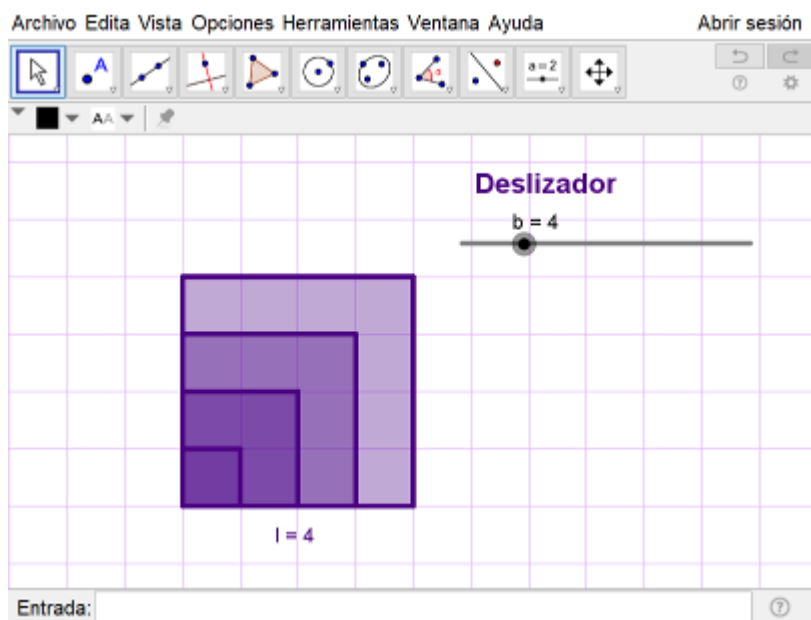 Archivo Edita Vista Opciones Herramientas Ventana Ayuda Abrir sesión
A α a=2
AA
Deslizador
b = 4
l = 4
Entrada: